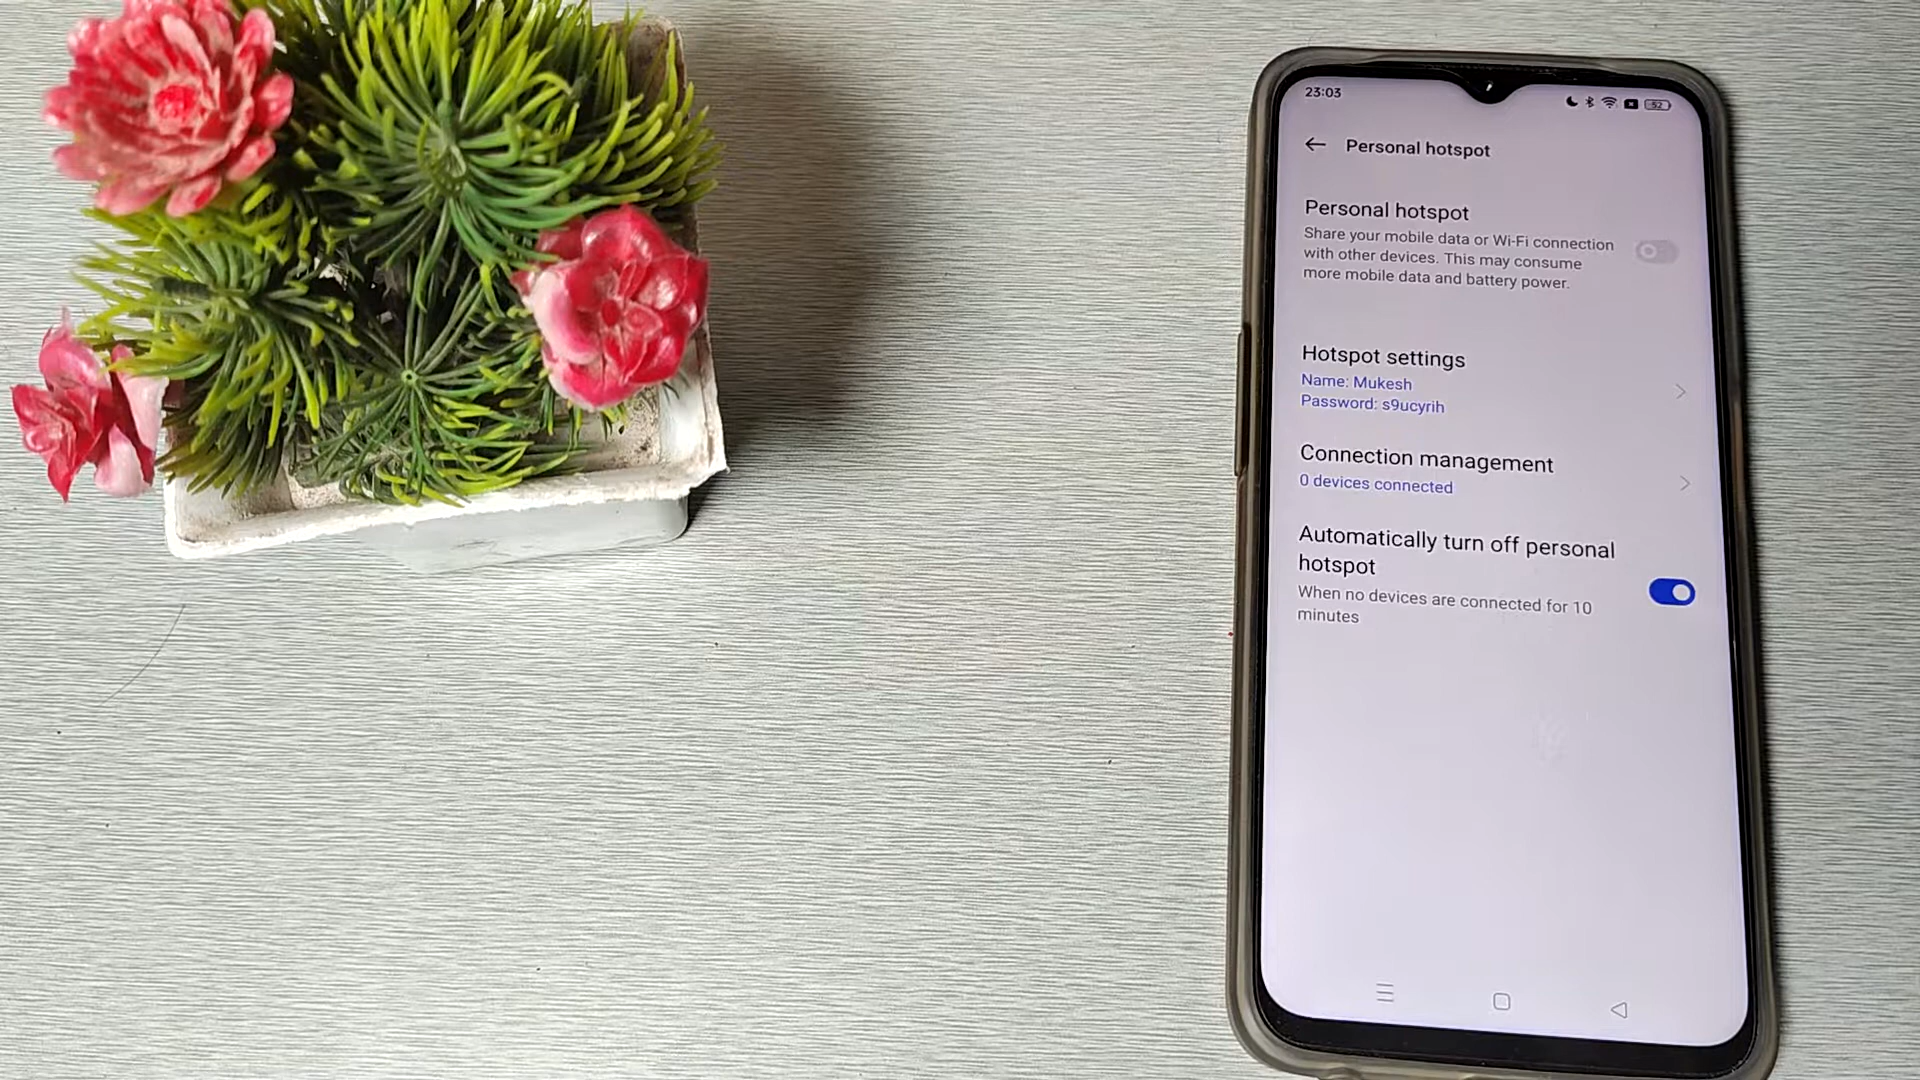 23:03
52
Personal hotspot
Personal hotspot
Share your mobile data or Wi-Fi connection
with other devices. This may consume
more mobile data and battery power.
Hotspot settings
Name: Mukesh
Password: s9ucyrih
Connection management
0 devices connected
Automatically turn off personal
hotspot
When no devices are connected for 10
minutes